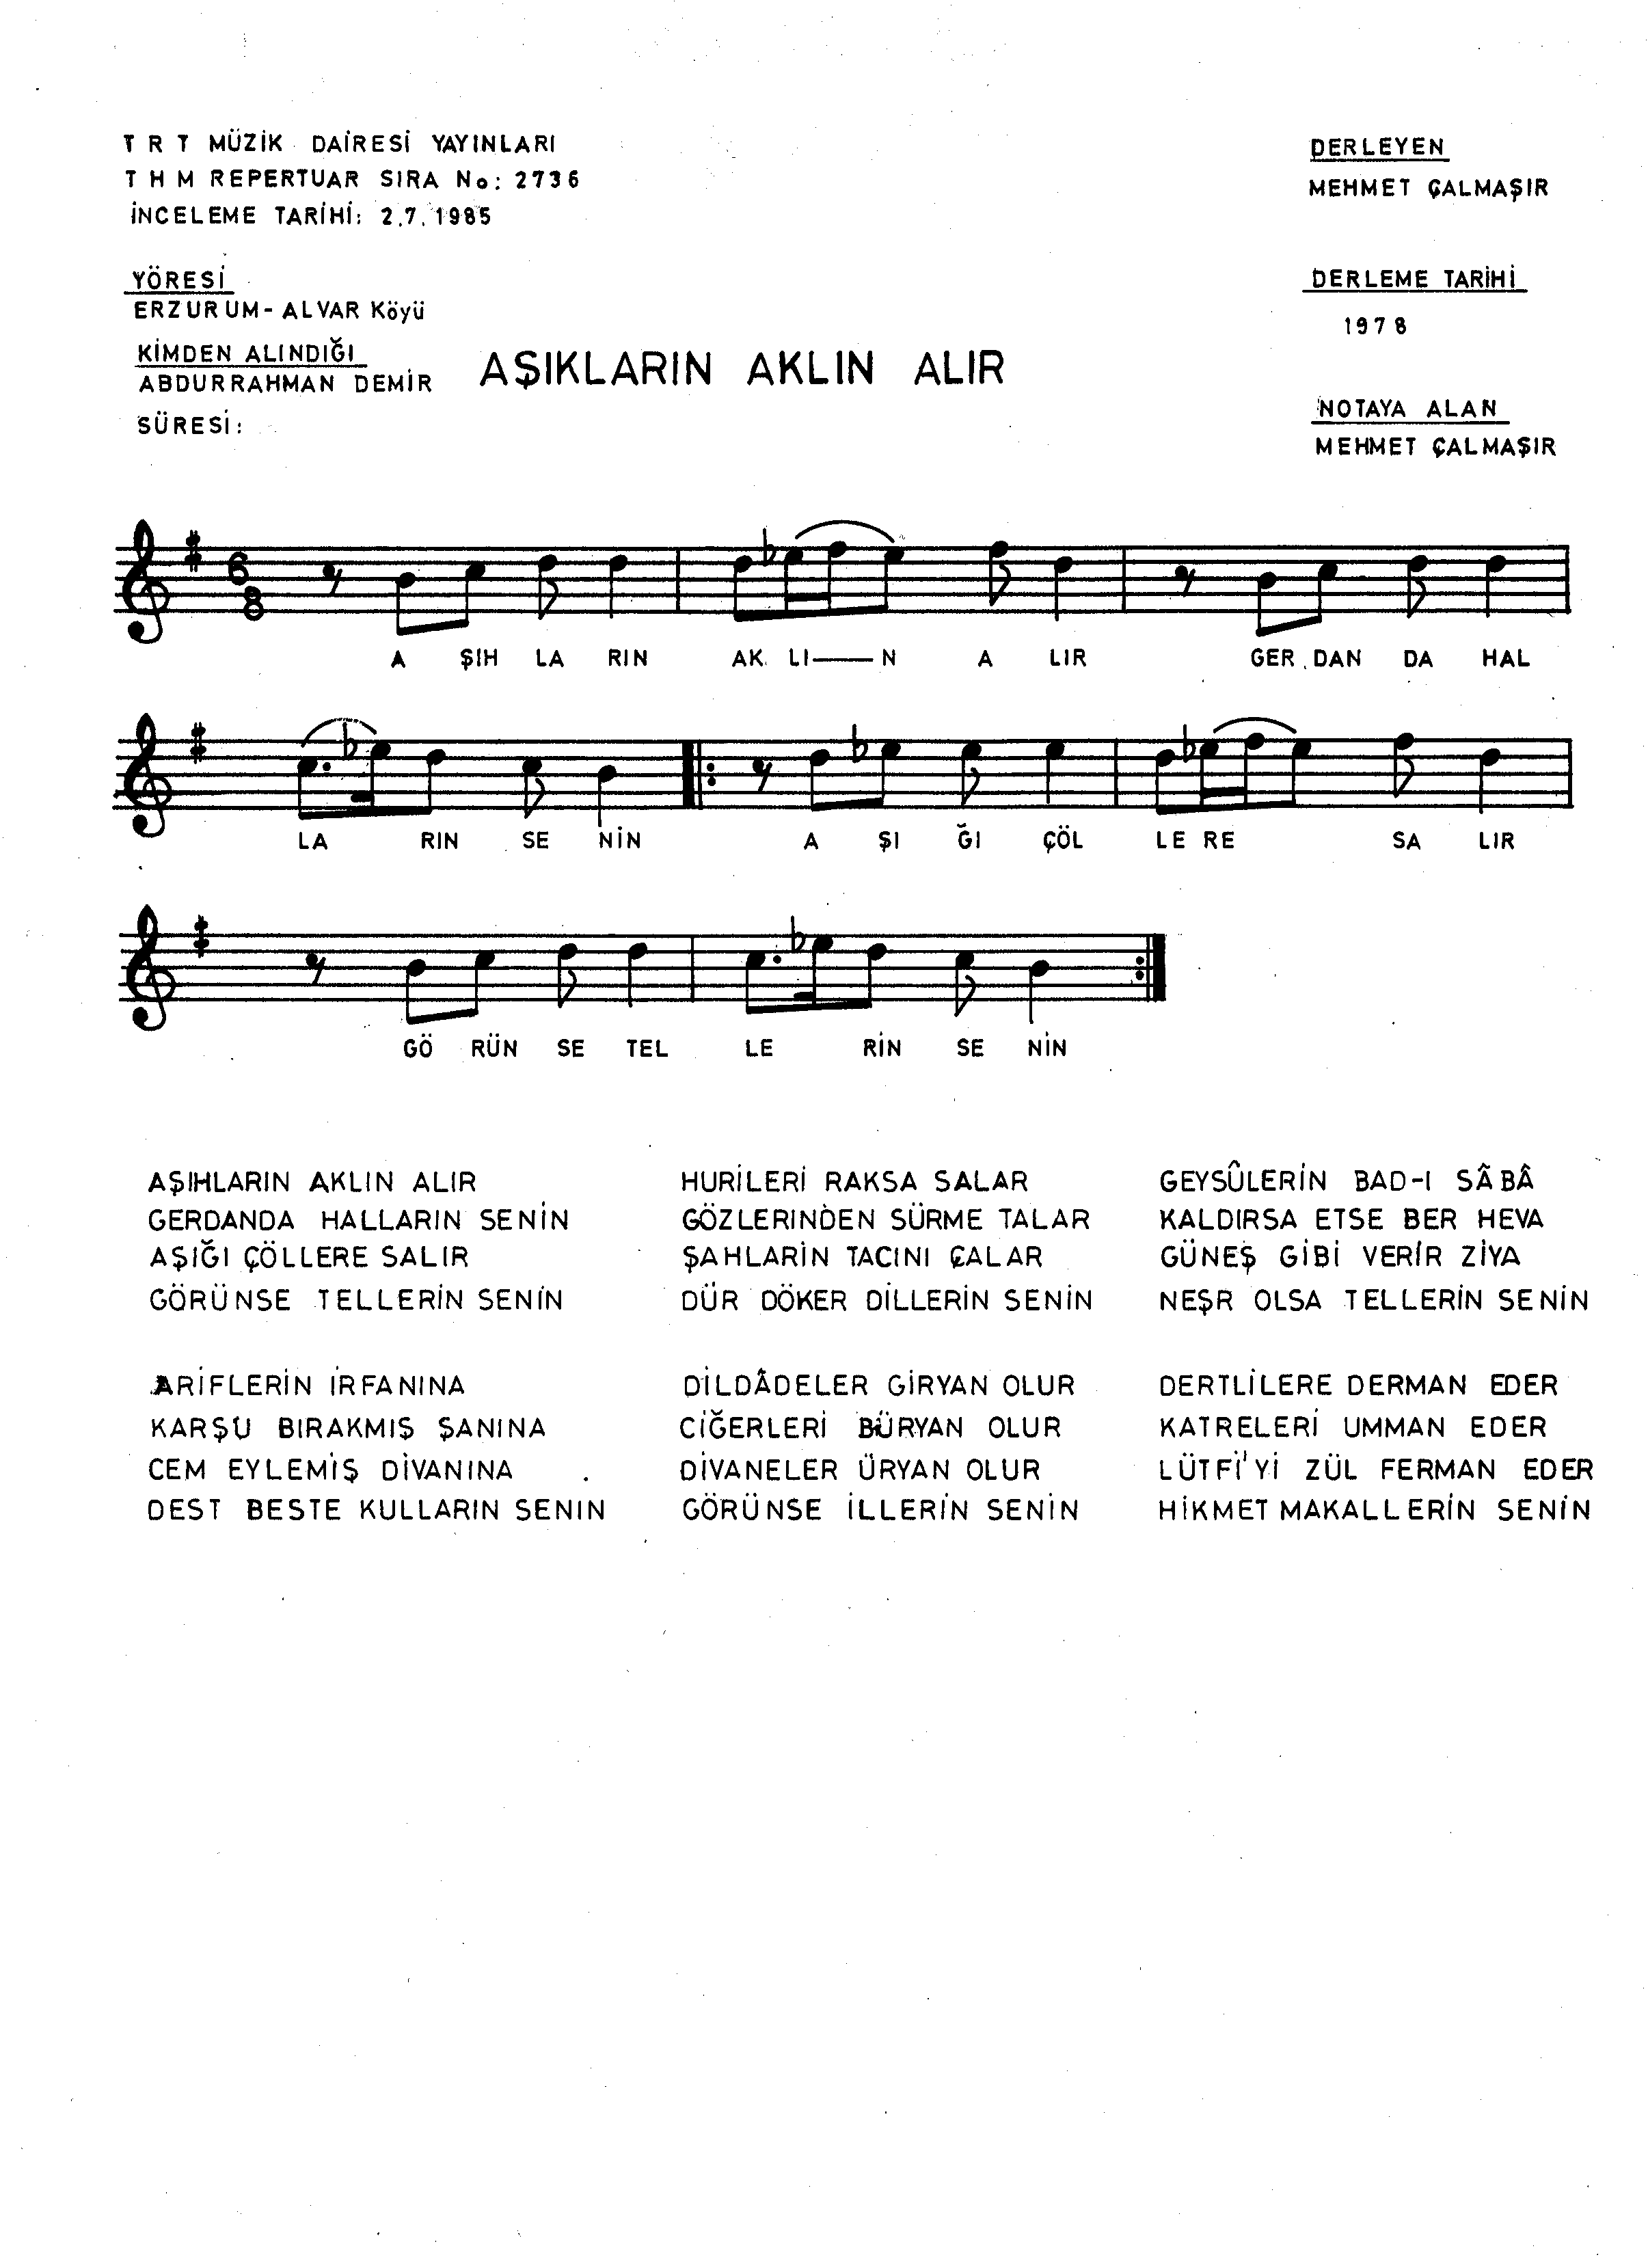 T R T MÜZİK DAİRESİ YAYINLARI
T H M REPERTUAR SIRA No: 2736
İNCELEME TARİHİ: 2.7.1985
DERLEYEN
MEHMET ÇALMAŞIR
YÖRESİ
ERZURUM-ALVAR Köyü
DERLEME TARİHİ
1978
KİMDEN ALINDIĞI
ABDURRAHMAN DEMİR
AŞIKLARIN AKLIN ALIR
SÜRESİ:
NOTAYA ALAN
MEHMET ÇALMAŞIR
6
8
A ŞIH LA RIN AK LI——N A LIR GER DAN DA HAL
LA RIN SE NİN A ŞI ĞI ÇÖL LE RE SA LIR
GÖ RÜN SE TEL LE RİN SE NİN
AŞIHLARIN AKLIN ALIR
GERDANDA HALLARIN SENİN
AŞIĞI ÇÖLLERE SALIR
GÖRÜNSE TELLERİN SENİN
ARİFLERİN İRFANINA
KARŞU BIRAKMIŞ ŞANINA
CEM EYLEMİŞ DİVANINA
DEST BESTE KULLARIN SENIN
HURİLERİ RAKSA SALAR
GÖZLERINDEN SÜRME TALAR
ŞAHLARİN TACINI ÇALAR
DÜR DÖKER DİLLERİN SENİN
DİLDÂDELER GİRYAN OLUR
CİĞERLERİ BÜRYAN OLUR
DİVANELER ÜRYAN OLUR
GÖRÜNSE İLLERİN SENİN
GEYSÛLERİN BAD-I SÂBÂ
KALDIRSA ETSE BER HEVA
GÜNEŞ GİBİ VERİR ZİYA
NEŞR OLSA TELLERİN SENİN
DERTLİLERE DERMAN EDER
KATRELERİ UMMAN EDER
LÜTFİ'Yİ ZÜL FERMAN EDER
HİKMET MAKALLERİN SENİN